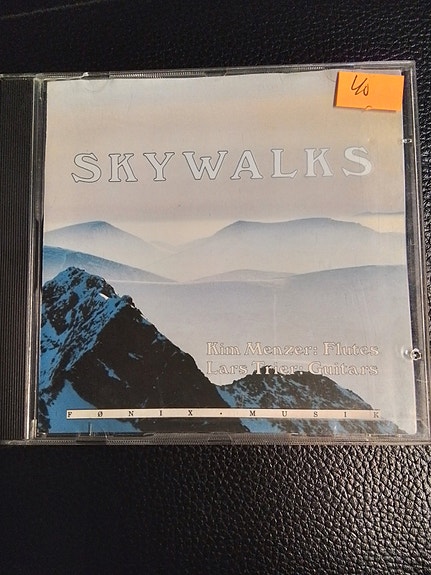 40
SKYWALKS
Kim Menzer: Flutes
Lars Trier: Guitars
FØNIX · MUSIK